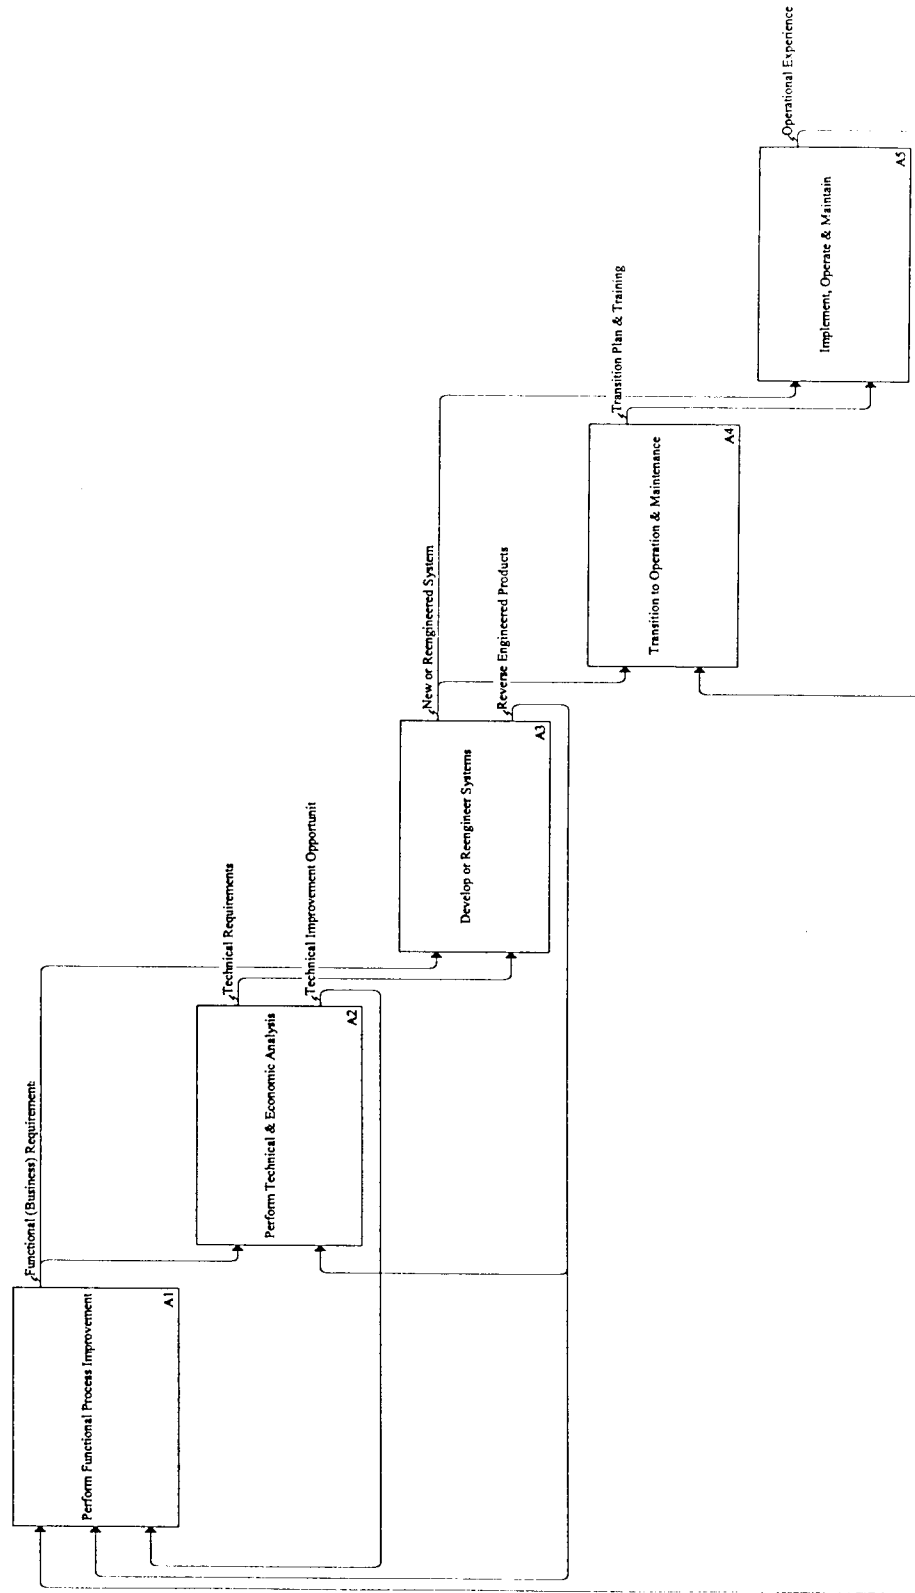 Functional (Business) Requirement
Perform Functional Process Improvement
A1
Technical Requirements
Technical Improvement Opportunit
Perform Technical & Economic Analysis
A2
New or Reengineered System
Reverse Engineered Products
Develop or Reengineer Systems
A3
Transition Plan & Training
Transition to Operation & Maintenance
A4
Operational Experience
Implement, Operate & Maintain
A5